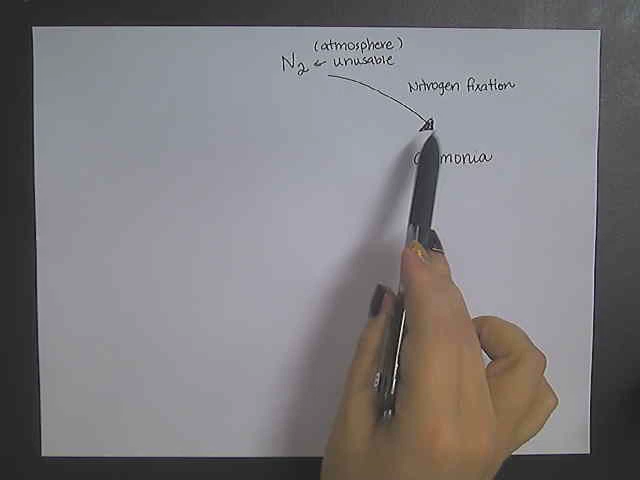 (atmosphere)
N₂ ← unusable
Nitrogen fixation